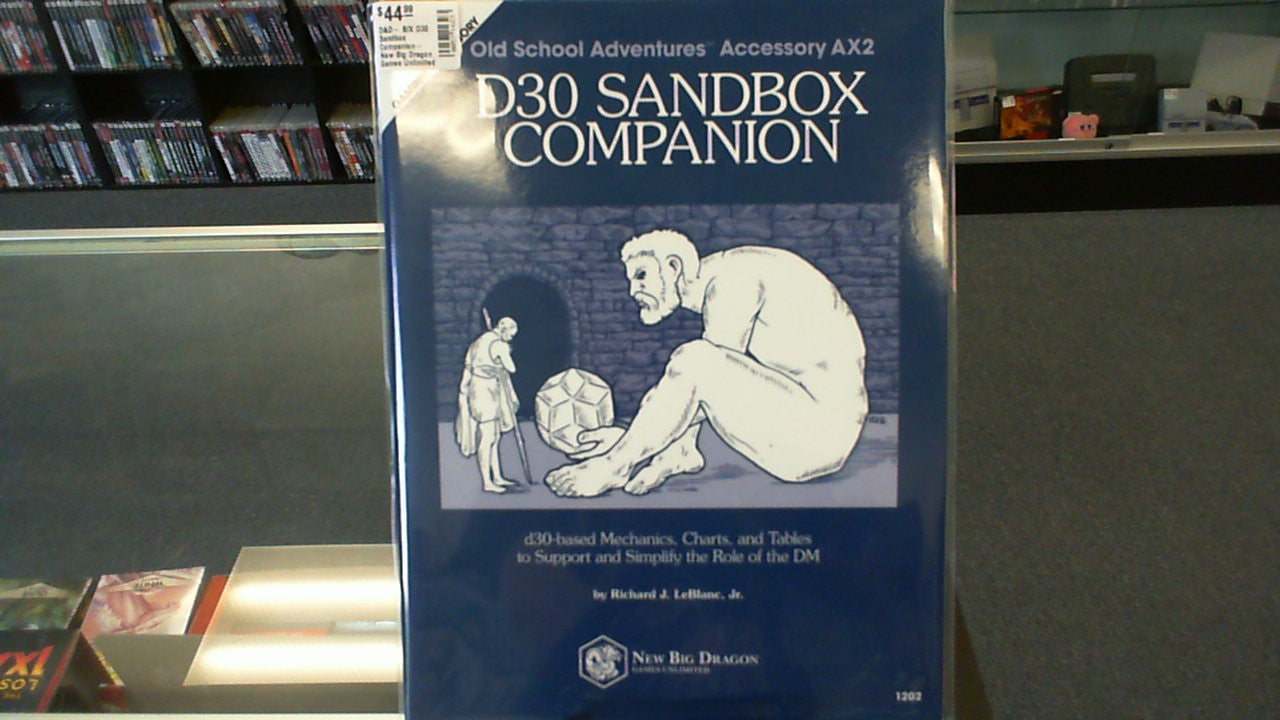 $44.99
D&D - B/X D30
Sandbox
Companion -
New Big Dragon
Games Unlimited
Old School Adventures™ Accessory AX2
D30 SANDBOX
COMPANION
d30-based Mechanics, Charts, and Tables
to Support and Simplify the Role of the DM
by Richard J. LeBlanc, Jr.
NEW BIG DRAGON
GAMES UNLIMITED
1202